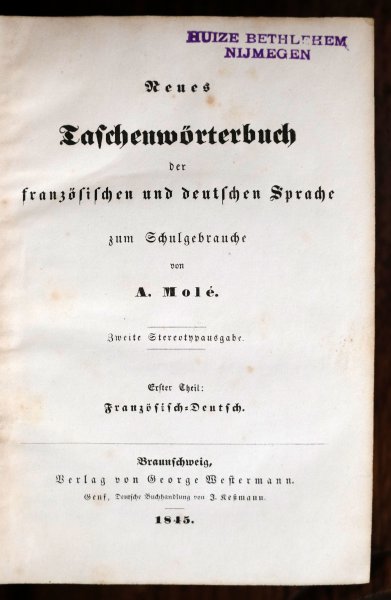 HUIZE BETHLEHEM
NIJMEGEN
Neues
Taschenwörterbuch
der
französischen und deutschen Sprache
zum Schulgebrauche
von
A. Molé.
Zweite Stereotypausgabe.
Erster Theil:
Französisch-Deutsch.
Braunschweig,
Verlag von George Westermann.
Genf, Deutsche Buchhandlung von J. Keßmann.
1845.